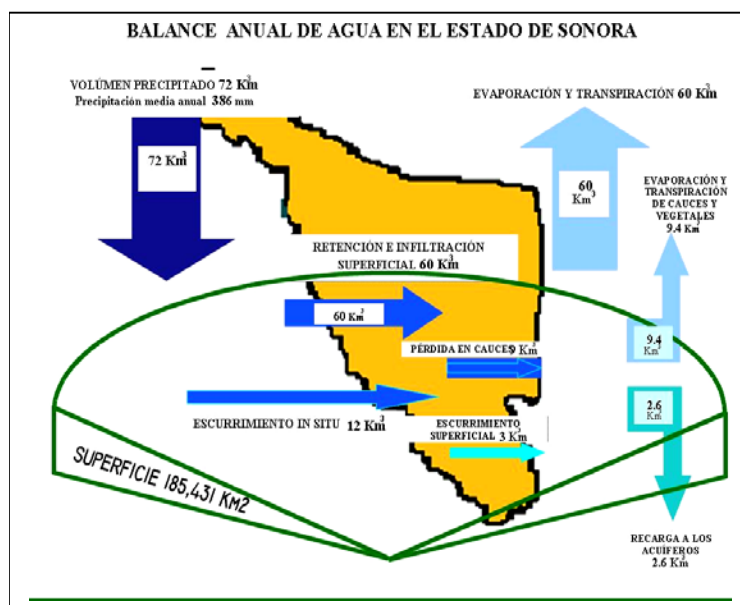 BALANCE ANUAL DE AGUA EN EL ESTADO DE SONORA
VOLÚMEN PRECIPITADO 72 Km³
Precipitación media anual 386 mm
72 Km³
EVAPORACIÓN Y TRANSPIRACIÓN 60 Km³
60
Km³
EVAPORACIÓN Y
TRANSPIRACIÓN
DE CAUCES Y
VEGETALES
9.4 Km³
RETENCIÓN E INFILTRACIÓN
SUPERFICIAL 60 Km³
60 Km³
PÉRDIDA EN CAUCES 9 Km³
9.4
Km³
ESCURRIMIENTO IN SITU 12 Km³
ESCURRIMIENTO
SUPERFICIAL 3 Km³
2.6
Km³
SUPERFICIE 185,431 KM2
RECARGA A LOS
ACUÍFEROS
2.6 Km³